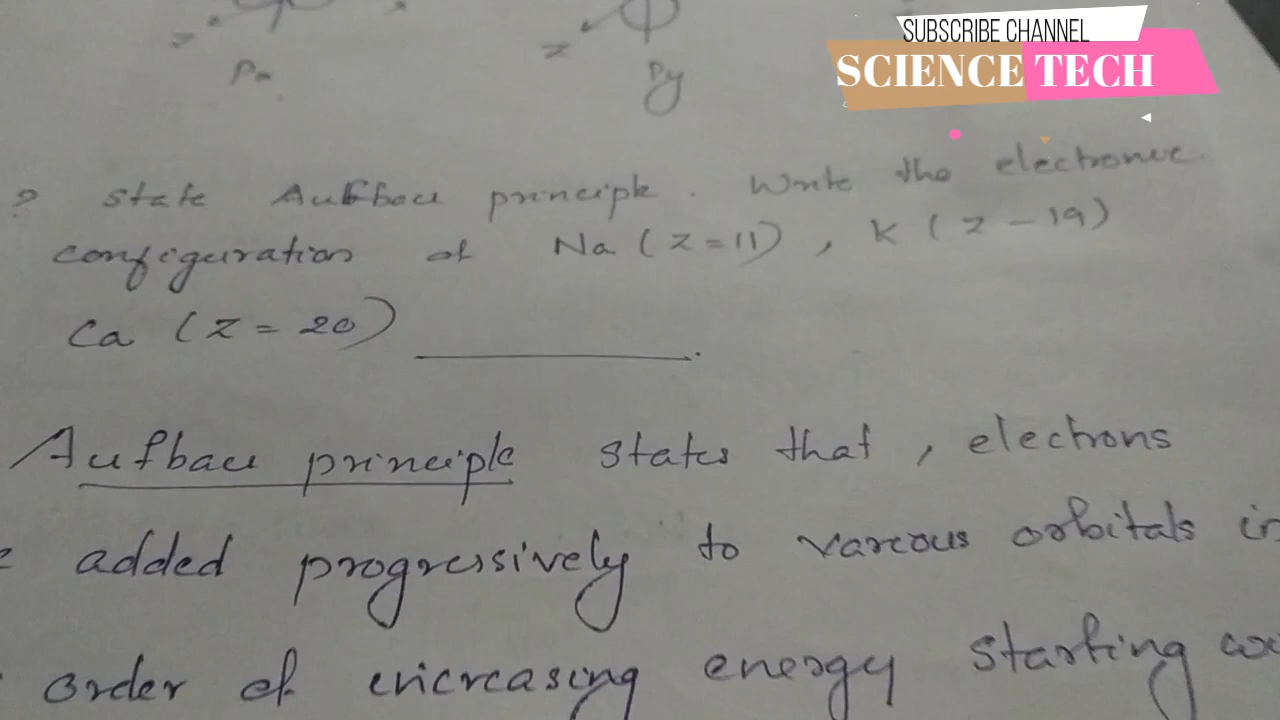 SUBSCRIBE CHANNEL
SCIENCE TECH
z z
Py
? State Aufbau principle. Write the electronic
configuration of Na (Z=11), K (Z-19)
Ca (Z=20)
Aufbau principle states that, electrons
added progressively to various orbitals in
order of increasing energy starting